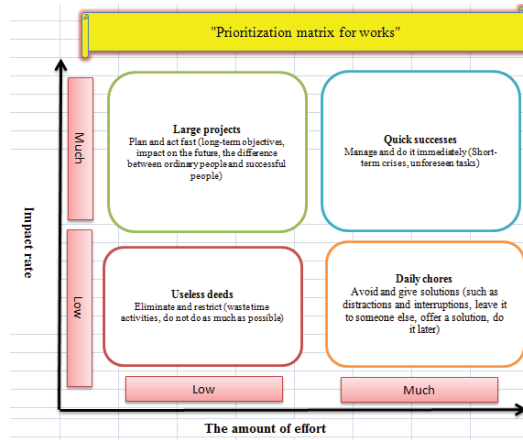 "Prioritization matrix for works"
Large projects
Plan and act fast (long-term objectives,
impact on the future, the difference
between ordinary people and successful
people)
Quick successes
Manage and do it immediately (Short-
term crises, unforeseen tasks)
Much
Impact rate
Low
Useless deeds
Eliminate and restrict (waste time
activities, do not do as much as possible)
Daily chores
Avoid and give solutions (such as
distractions and interruptions, leave it
to someone else, offer a solution, do
it later)
Low
Much
The amount of effort